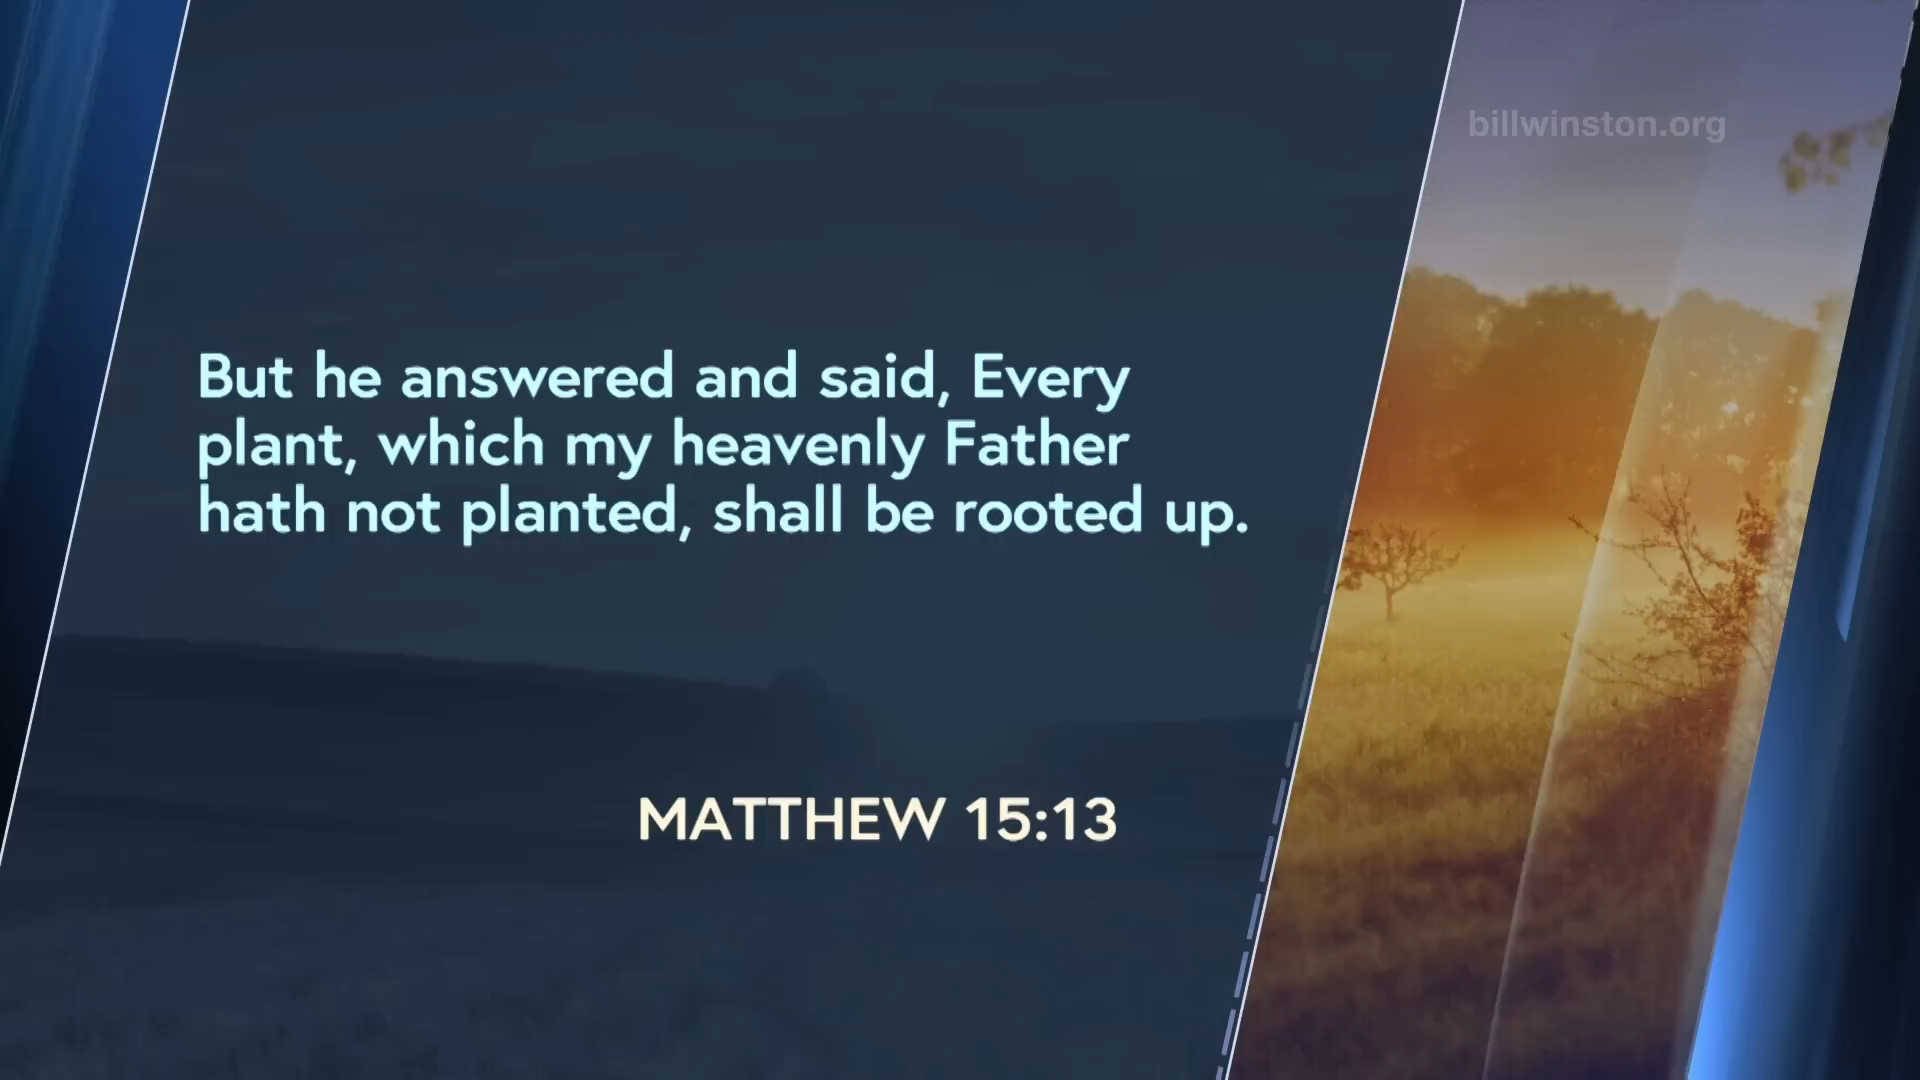 billwinston.org
But he answered and said, Every
plant, which my heavenly Father
hath not planted, shall be rooted up.
MATTHEW 15:13